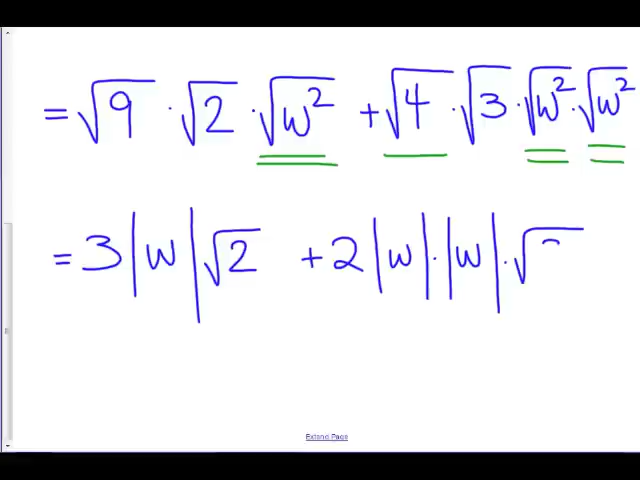 = √9 · √2 · √w² + √4 · √3 · √w² · √w²
= 3|w|√2 + 2|w| · |w| · √
Extend Page